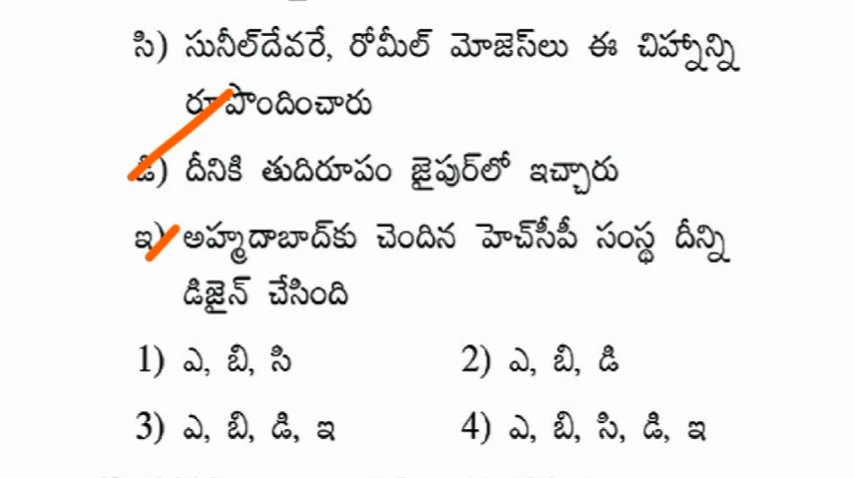 సి) సునీల్‌దేవరే, రోమీల్ మోజెస్‌లు ఈ చిహ్నాన్ని
రూపొందించారు
డి) దీనికి తుదిరూపం జైపుర్‌లో ఇచ్చారు
ఇ) అహ్మదాబాద్‌కు చెందిన హెచ్‌సీపీ సంస్థ దీన్ని
డిజైన్ చేసింది
1) ఎ, బి, సి 2) ఎ, బి, డి
3) ఎ, బి, డి, ఇ 4) ఎ, బి, సి, డి, ఇ